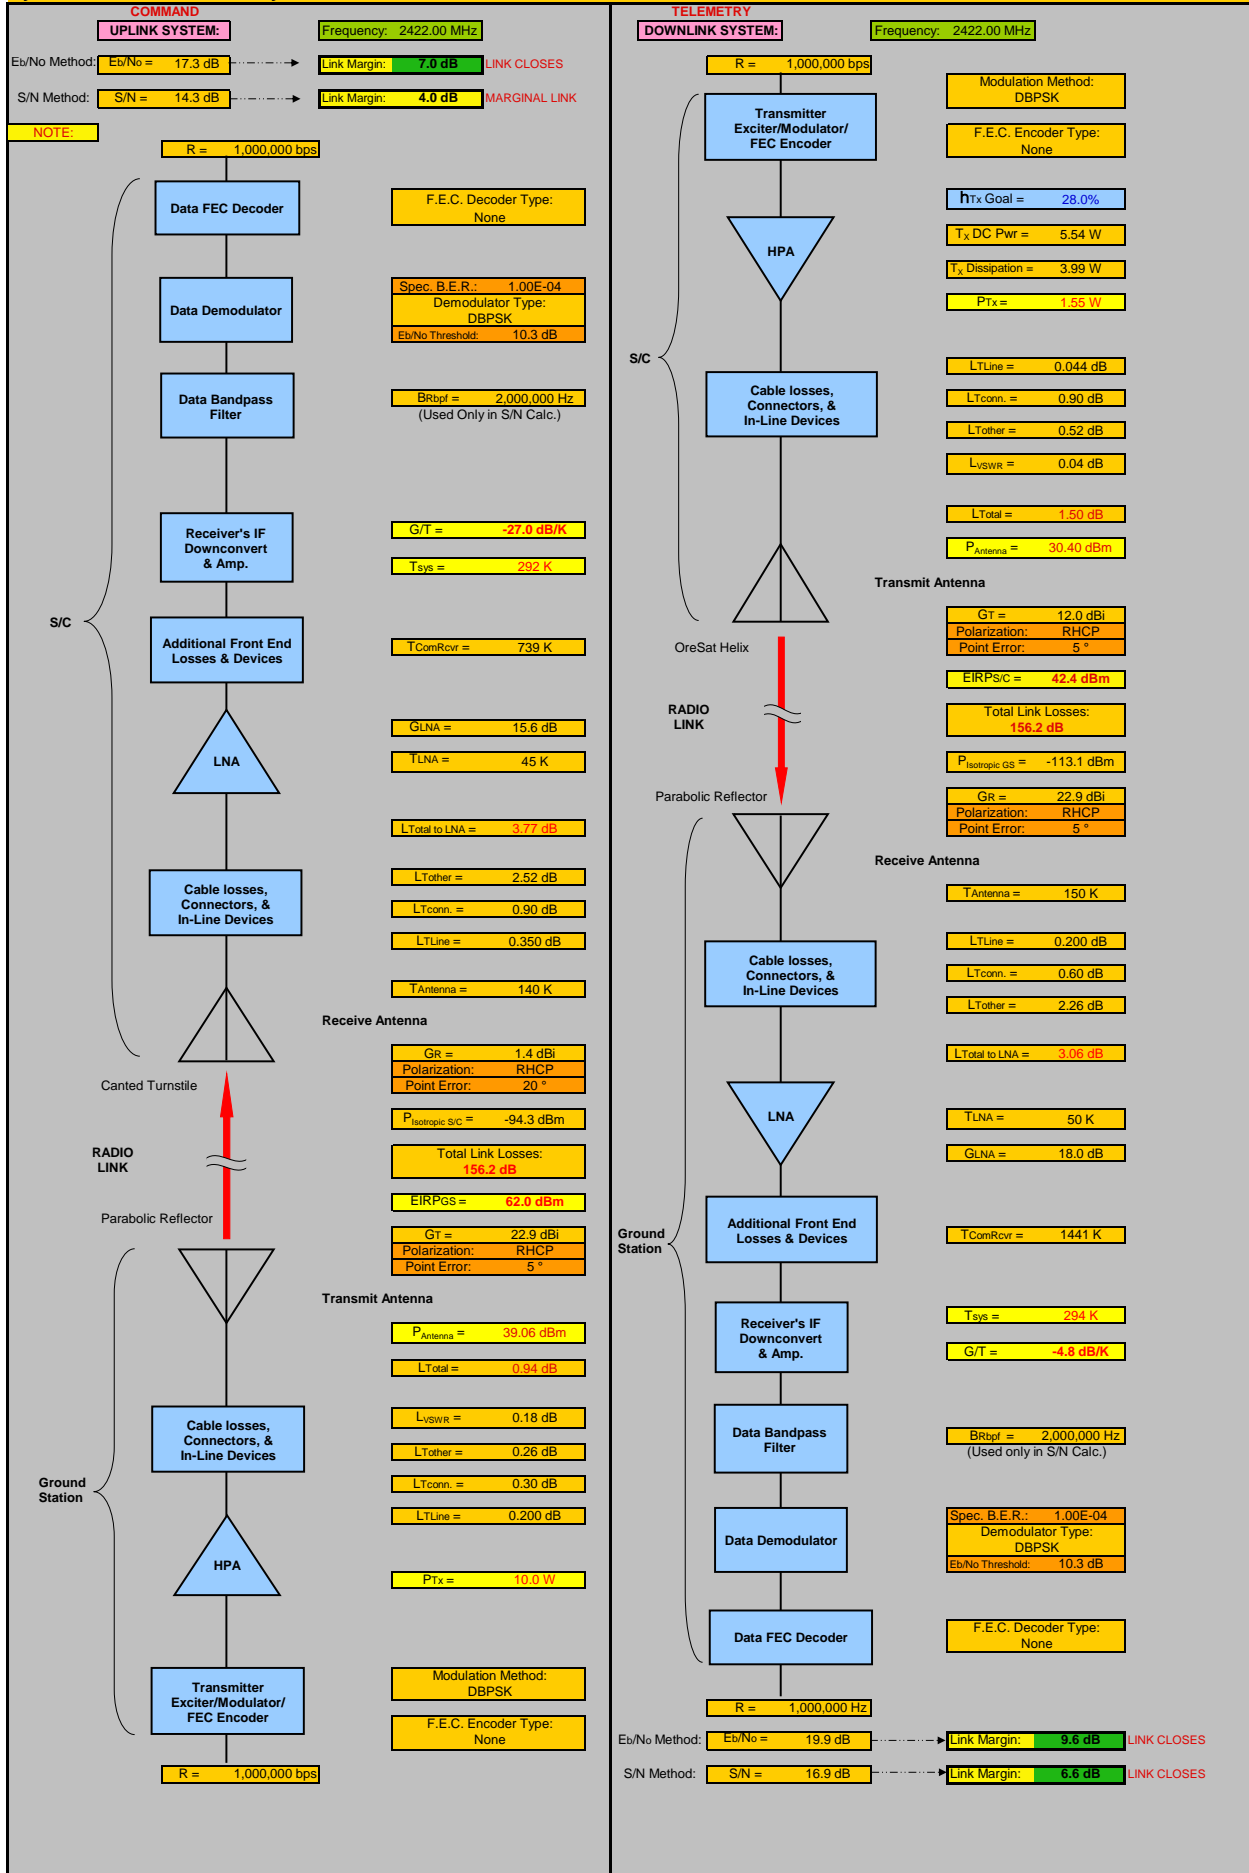 COMMAND
UPLINK SYSTEM:
Frequency: 2422.00 MHz
Eb/No Method:
Eb/No = 17.3 dB
Link Margin: 7.0 dB
LINK CLOSES
S/N Method:
S/N = 14.3 dB
Link Margin: 4.0 dB
MARGINAL LINK
NOTE:
R = 1,000,000 bps
Data FEC Decoder
F.E.C. Decoder Type:
None
Data Demodulator
Spec. B.E.R.: 1.00E-04
Demodulator Type:
DBPSK
Eb/No Threshold: 10.3 dB
Data Bandpass
Filter
BRbpf = 2,000,000 Hz
(Used Only in S/N Calc.)
Receiver's IF
Downconvert
& Amp.
G/T = -27.0 dB/K
Tsys = 292 K
S/C
Additional Front End
Losses & Devices
TComRcvr = 739 K
GLNA = 15.6 dB
LNA
TLNA = 45 K
LTotal to LNA = 3.77 dB
Cable losses,
Connectors, &
In-Line Devices
LTother = 2.52 dB
LTconn. = 0.90 dB
LTLine = 0.350 dB
TAntenna = 140 K
Receive Antenna
GR = 1.4 dBi
Polarization: RHCP
Point Error: 20 °
Canted Turnstile
PIsotropic S/C = -94.3 dBm
RADIO
LINK
Total Link Losses:
156.2 dB
EIRPGS = 62.0 dBm
Parabolic Reflector
GT = 22.9 dBi
Polarization: RHCP
Point Error: 5 °
Transmit Antenna
PAntenna = 39.06 dBm
LTotal = 0.94 dB
Cable losses,
Connectors, &
In-Line Devices
LVSWR = 0.18 dB
LTother = 0.26 dB
LTconn. = 0.30 dB
LTLine = 0.200 dB
Ground
Station
HPA
PTx = 10.0 W
Transmitter
Exciter/Modulator/
FEC Encoder
Modulation Method:
DBPSK
F.E.C. Encoder Type:
None
R = 1,000,000 bps
TELEMETRY
DOWNLINK SYSTEM:
Frequency: 2422.00 MHz
R = 1,000,000 bps
Transmitter
Exciter/Modulator/
FEC Encoder
Modulation Method:
DBPSK
F.E.C. Encoder Type:
None
hTx Goal = 28.0%
HPA
TX DC Pwr = 5.54 W
TX Dissipation = 3.99 W
PTx = 1.55 W
S/C
Cable losses,
Connectors, &
In-Line Devices
LTLine = 0.044 dB
LTconn. = 0.90 dB
LTother = 0.52 dB
LVSWR = 0.04 dB
LTotal = 1.50 dB
PAntenna = 30.40 dBm
Transmit Antenna
GT = 12.0 dBi
Polarization: RHCP
Point Error: 5 °
OreSat Helix
EIRPS/C = 42.4 dBm
RADIO
LINK
Total Link Losses:
156.2 dB
PIsotropic GS = -113.1 dBm
Parabolic Reflector
GR = 22.9 dBi
Polarization: RHCP
Point Error: 5 °
Receive Antenna
TAntenna = 150 K
Cable losses,
Connectors, &
In-Line Devices
LTLine = 0.200 dB
LTconn. = 0.60 dB
LTother = 2.26 dB
LTotal to LNA = 3.06 dB
LNA
TLNA = 50 K
GLNA = 18.0 dB
Ground
Station
Additional Front End
Losses & Devices
TComRcvr = 1441 K
Receiver's IF
Downconvert
& Amp.
Tsys = 294 K
G/T = -4.8 dB/K
Data Bandpass
Filter
BRbpf = 2,000,000 Hz
(Used only in S/N Calc.)
Data Demodulator
Spec. B.E.R.: 1.00E-04
Demodulator Type:
DBPSK
Eb/No Threshold: 10.3 dB
Data FEC Decoder
F.E.C. Decoder Type:
None
R = 1,000,000 Hz
Eb/No Method:
Eb/No = 19.9 dB
Link Margin: 9.6 dB
LINK CLOSES
S/N Method:
S/N = 16.9 dB
Link Margin: 6.6 dB
LINK CLOSES